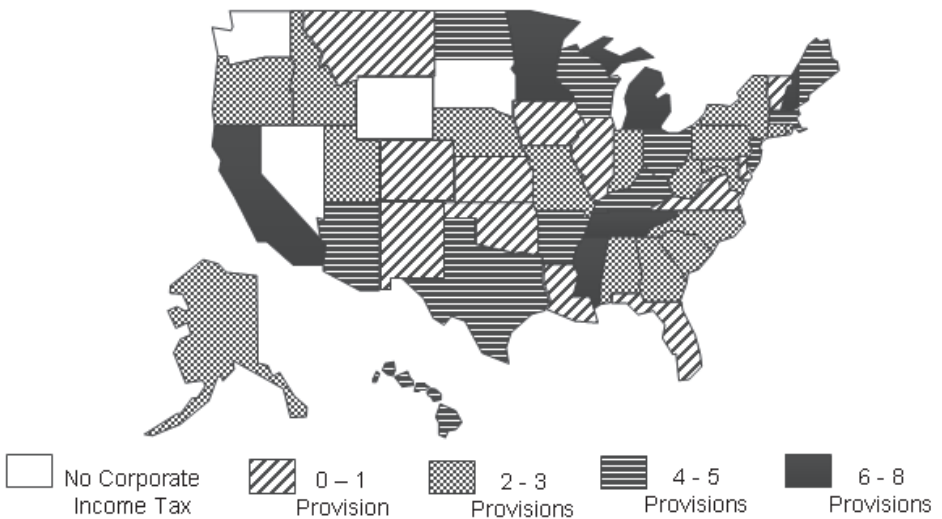 No Corporate
Income Tax
0 – 1
Provision
2 - 3
Provisions
4 - 5
Provisions
6 - 8
Provisions